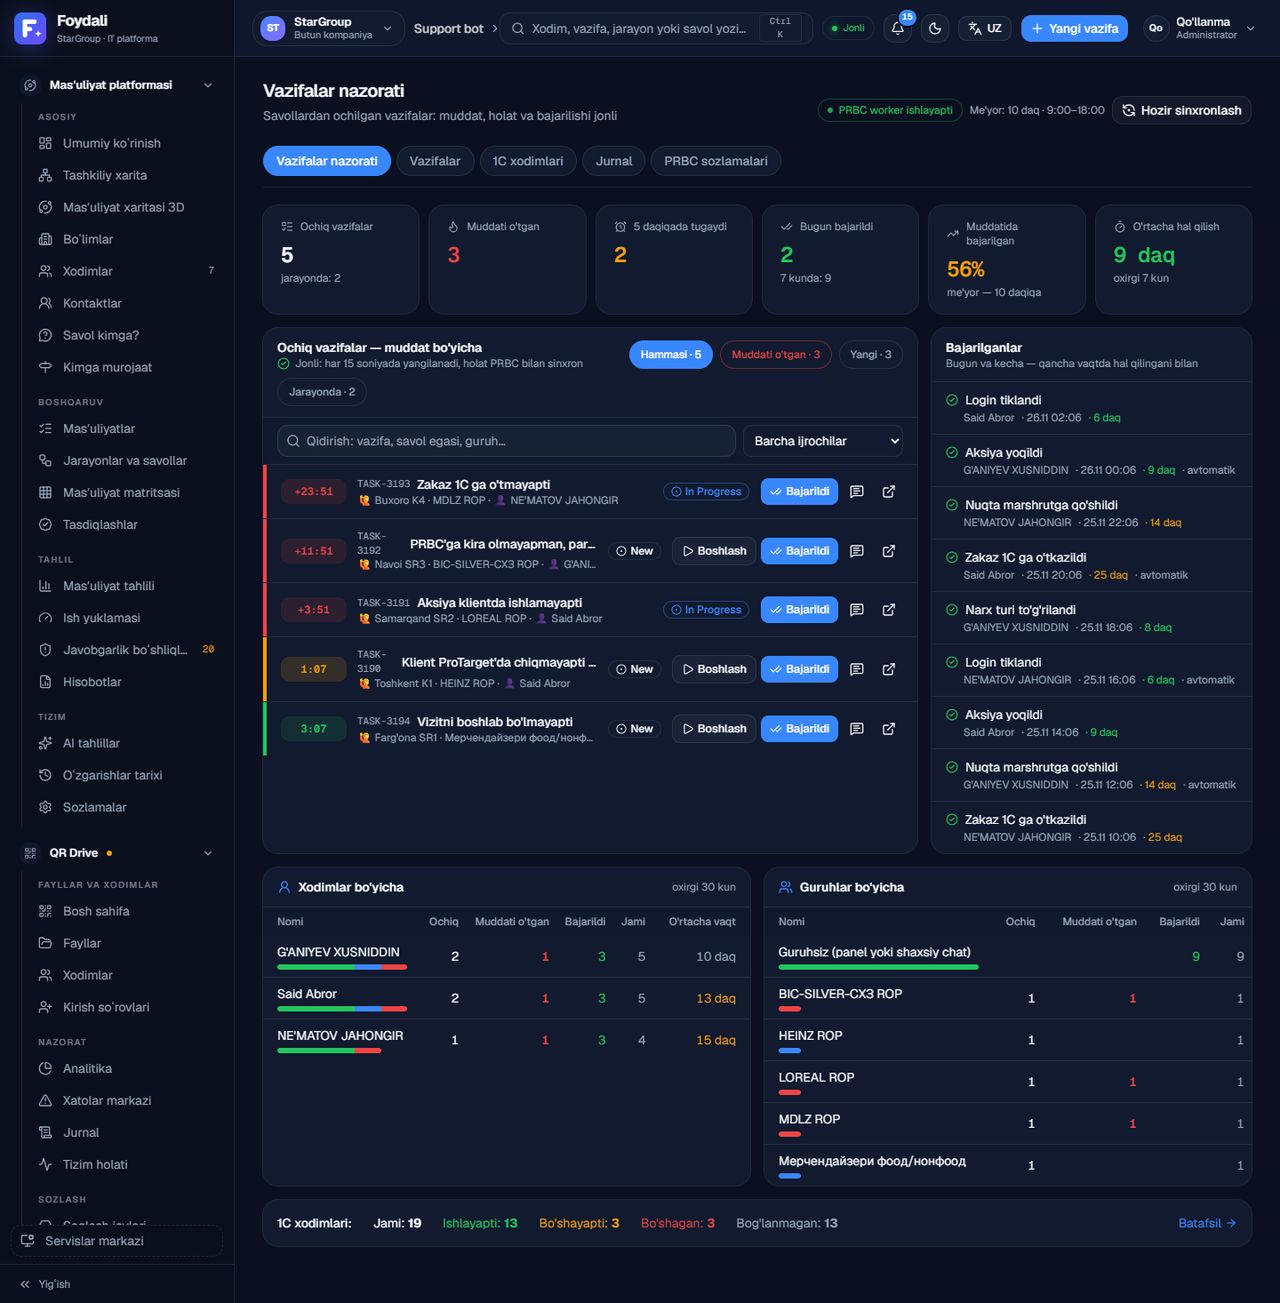 Foydali
StarGroup · IT platforma
ST
StarGroup
Butun kompaniya
Support bot
Xodim, vazifa, jarayon yoki savol yozi...
Ctrl K
Jonli
15
UZ
Yangi vazifa
Qo
Qo'llanma
Administrator
Mas'uliyat platformasi
ASOSIY
Umumiy ko'rinish
Tashkiliy xarita
Mas'uliyat xaritasi 3D
Bo'limlar
Xodimlar 7
Kontaktlar
Savol kimga?
Kimga murojaat
BOSHQARUV
Mas'uliyatlar
Jarayonlar va savollar
Mas'uliyat matritsasi
Tasdiqlashlar
TAHLIL
Mas'uliyat tahlili
Ish yuklamasi
Javobgarlik bo'shliql... 20
Hisobotlar
TIZIM
AI tahlillar
O'zgarishlar tarixi
Sozlamalar
QR Drive
FAYLLAR VA XODIMLAR
Bosh sahifa
Fayllar
Xodimlar
Kirish so'rovlari
NAZORAT
Analitika
Xatolar markazi
Jurnal
Tizim holati
SOZLASH
Servislar markazi
Yig'ish
Vazifalar nazorati
Savollardan ochilgan vazifalar: muddat, holat va bajarilishi jonli
PRBC worker ishlayapti
Me'yor: 10 daq · 9:00–18:00
Hozir sinxronlash
Vazifalar nazorati
Vazifalar
1C xodimlari
Jurnal
PRBC sozlamalari
Ochiq vazifalar
5
jarayonda: 2
Muddati o'tgan
3
5 daqiqada tugaydi
2
Bugun bajarildi
2
7 kunda: 9
Muddatida bajarilgan
56%
me'yor — 10 daqiqa
O'rtacha hal qilish
9 daq
oxirgi 7 kun
Ochiq vazifalar — muddat bo'yicha
Jonli: har 15 soniyada yangilanadi, holat PRBC bilan sinxron
Hammasi · 5
Muddati o'tgan · 3
Yangi · 3
Jarayonda · 2
Qidirish: vazifa, savol egasi, guruh...
Barcha ijrochilar
+23:51 TASK-3193 Zakaz 1C ga o'tmayapti In Progress Bajarildi
Buxoro K4 · MDLZ ROP · NE'MATOV JAHONGIR
+11:51 TASK-3192 PRBC'ga kira olmayapman, par... New Boshlash Bajarildi
Navoi SR3 · BIC-SILVER-CX3 ROP · G'ANI...
+3:51 TASK-3191 Aksiya klientda ishlamayapti In Progress Bajarildi
Samarqand SR2 · LOREAL ROP · Said Abror
1:07 TASK-3190 Klient ProTarget'da chiqmayapti ... New Boshlash Bajarildi
Toshkent K1 · HEINZ ROP · Said Abror
3:07 TASK-3194 Vizitni boshlab bo'lmayapti New Boshlash Bajarildi
Farg'ona SR1 · Мерчендайзери фоод/нонф...
Bajarilganlar
Bugun va kecha — qancha vaqtda hal qilingani bilan
Login tiklandi
Said Abror · 26.11 02:06 · 6 daq
Aksiya yoqildi
G'ANIYEV XUSNIDDIN · 26.11 00:06 · 9 daq · avtomatik
Nuqta marshrutga qo'shildi
NE'MATOV JAHONGIR · 25.11 22:06 · 14 daq
Zakaz 1C ga o'tkazildi
Said Abror · 25.11 20:06 · 25 daq · avtomatik
Narx turi to'g'rilandi
G'ANIYEV XUSNIDDIN · 25.11 18:06 · 8 daq
Login tiklandi
NE'MATOV JAHONGIR · 25.11 16:06 · 6 daq · avtomatik
Aksiya yoqildi
Said Abror · 25.11 14:06 · 9 daq
Nuqta marshrutga qo'shildi
G'ANIYEV XUSNIDDIN · 25.11 12:06 · 14 daq · avtomatik
Zakaz 1C ga o'tkazildi
NE'MATOV JAHONGIR · 25.11 10:06 · 25 daq
Xodimlar bo'yicha oxirgi 30 kun
Nomi Ochiq Muddati o'tgan Bajarildi Jami O'rtacha vaqt
G'ANIYEV XUSNIDDIN 2 1 3 5 10 daq
Said Abror 2 1 3 5 13 daq
NE'MATOV JAHONGIR 1 1 3 4 15 daq
Guruhlar bo'yicha oxirgi 30 kun
Nomi Ochiq Muddati o'tgan Bajarildi Jami
Guruhsiz (panel yoki shaxsiy chat) 9 9
BIC-SILVER-CX3 ROP 1 1 1
HEINZ ROP 1 1
LOREAL ROP 1 1 1
MDLZ ROP 1 1 1
Мерчендайзери фоод/нонфоод 1 1
1C xodimlari: Jami: 19 Ishlayapti: 13 Bo'shayapti: 3 Bo'shagan: 3 Bog'lanmagan: 13 Batafsil →